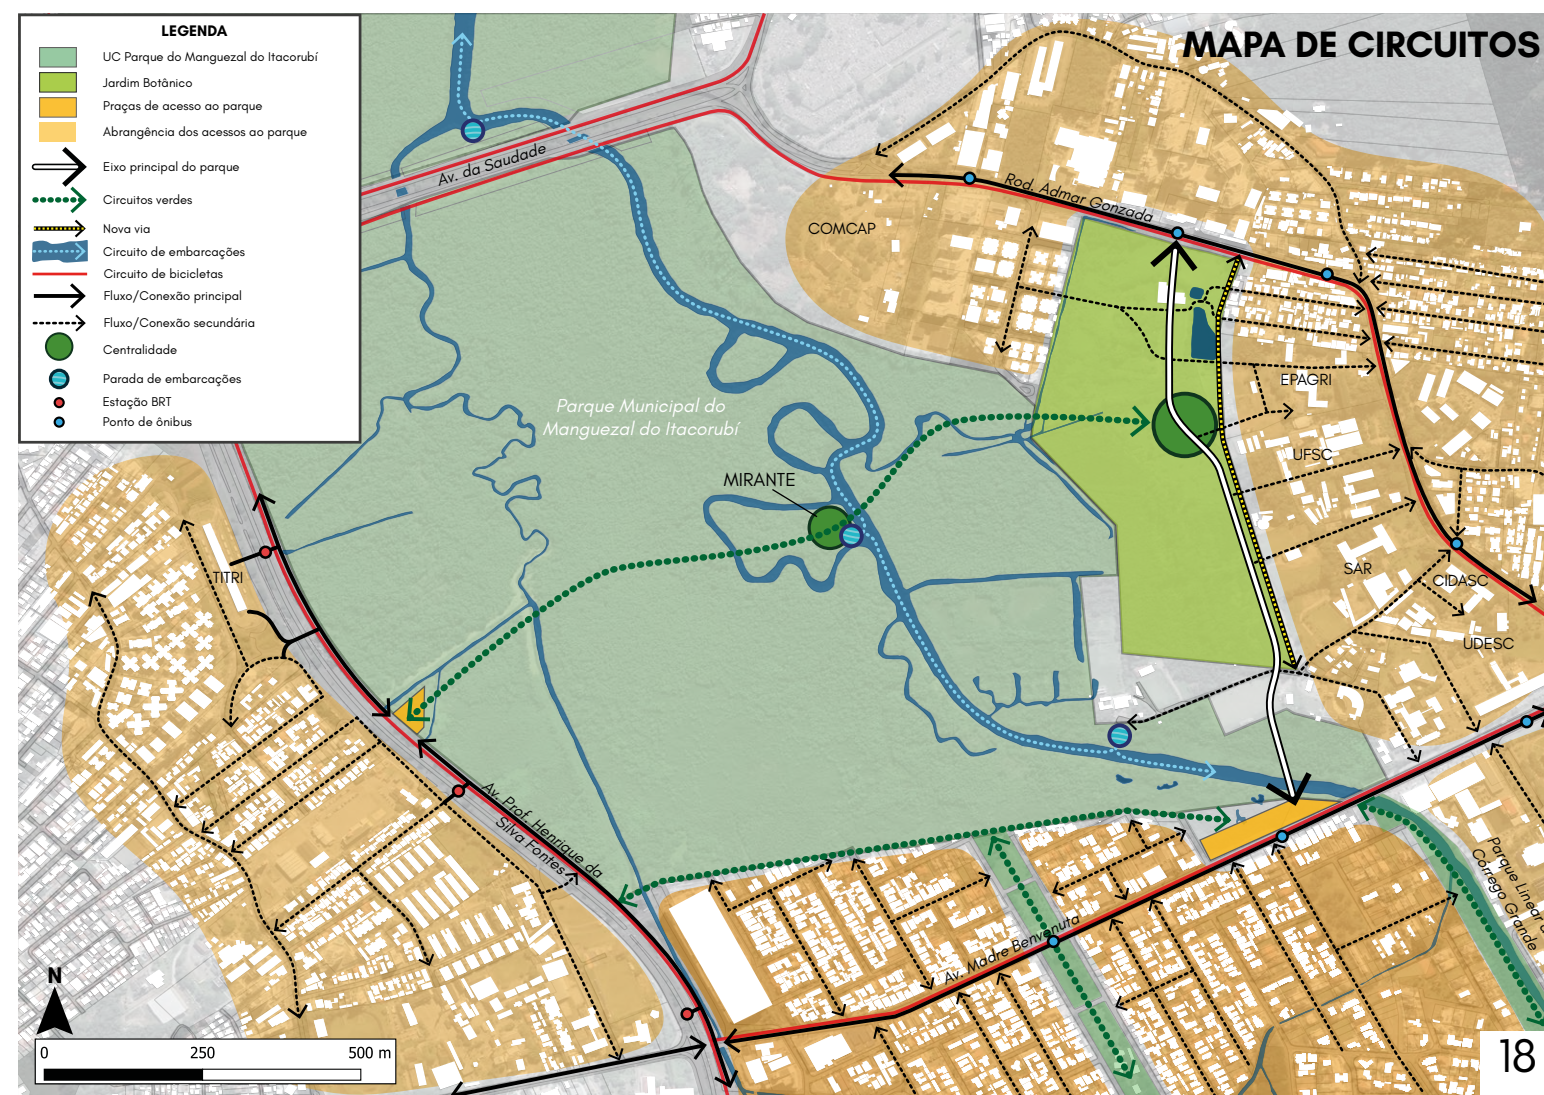 MAPA DE CIRCUITOS
LEGENDA
UC Parque do Manguezal do Itacorubí
Jardim Botânico
Praças de acesso ao parque
Abrangência dos acessos ao parque
Eixo principal do parque
Circuitos verdes
Nova via
Circuito de embarcações
Circuito de bicicletas
Fluxo/Conexão principal
Fluxo/Conexão secundária
Centralidade
Parada de embarcações
Estação BRT
Ponto de ônibus
Av. da Saudade
Rod. Admar Gonzada
COMCAP
EPAGRI
Parque Municipal do
Manguezal do Itacorubí
UFSC
MIRANTE
SAR
CIDASC
TITRI
UDESC
Av. Prof. Henrique da
Silva Fontes
Parque Linear
Córrego Grande
Av. Madre Benvenuta
N
0 250 500 m
18